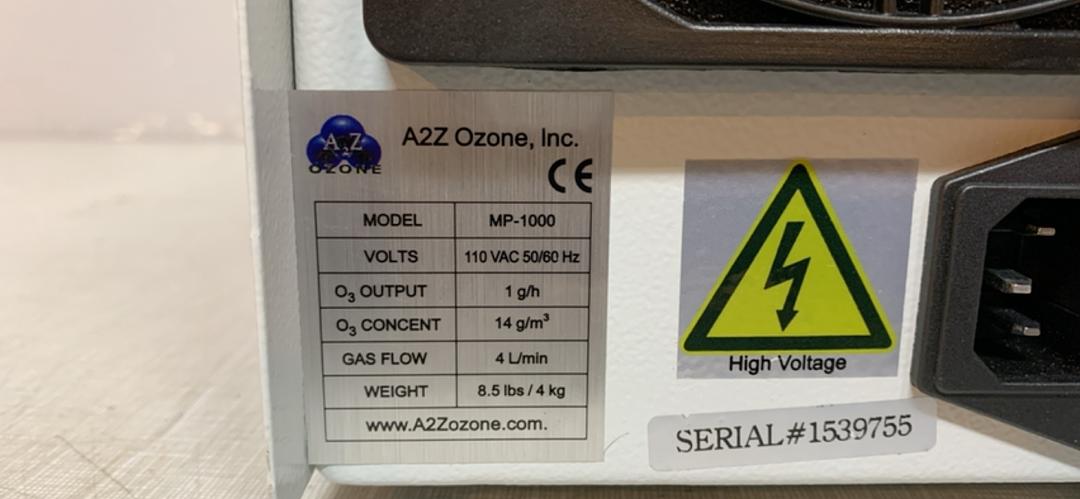 A2Z
OZONE
A2Z Ozone, Inc.
CE
MODEL MP-1000
VOLTS 110 VAC 50/60 Hz
O₃ OUTPUT 1 g/h
O₃ CONCENT 14 g/m³
GAS FLOW 4 L/min
WEIGHT 8.5 lbs / 4 kg
www.A2Zozone.com.
High Voltage
SERIAL#1539755